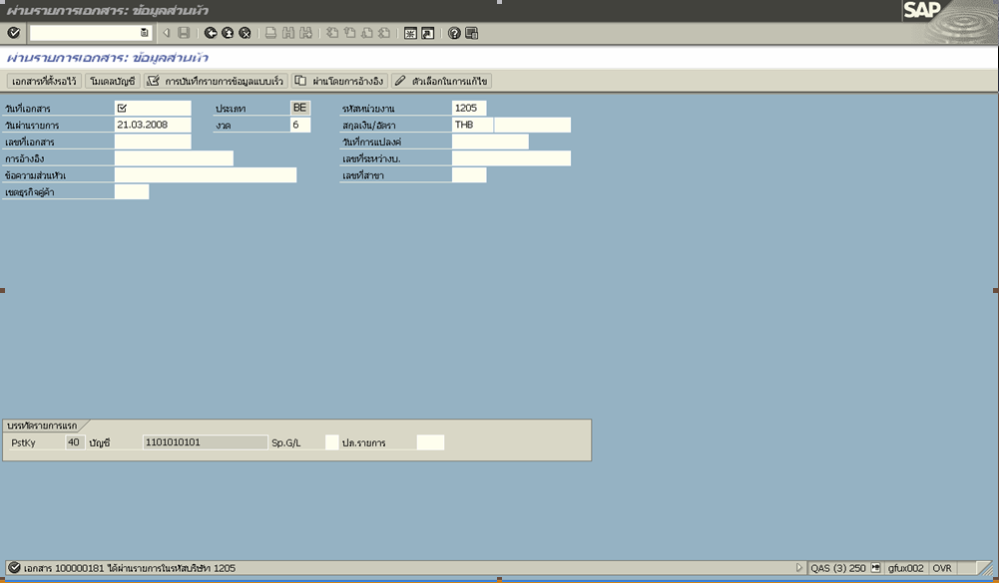 ผ่านรายการเอกสาร: ข้อมูลส่วนหัว
SAP
ผ่านรายการเอกสาร: ข้อมูลส่วนหัว
เอกสารที่ตั้งรอไว้ โมเดลบัญชี การบันทึกรายการข้อมูลแบบเร็ว ผ่านโดยการอ้างอิง ตัวเลือกในการแก้ไข
วันที่เอกสาร ประเภท BE รหัสหน่วยงาน 1205
วันผ่านรายการ 21.03.2008 งวด 6 สกุลเงิน/อัตรา THB
เลขที่เอกสาร วันที่การแปลงค่
การอ้างอิง เลขที่ระหว่างบ.
ข้อความส่วนหัวเ เลขที่สาขา
เขตธุรกิจคู่ค้า
บรรทัดรายการแรก
PstKy 40 บัญชี 1101010101 Sp.G/L ปภ.รายการ
เอกสาร 100000181 ได้ผ่านรายการในรหัสบริษัท 1205 QAS (3) 250 gfux002 OVR